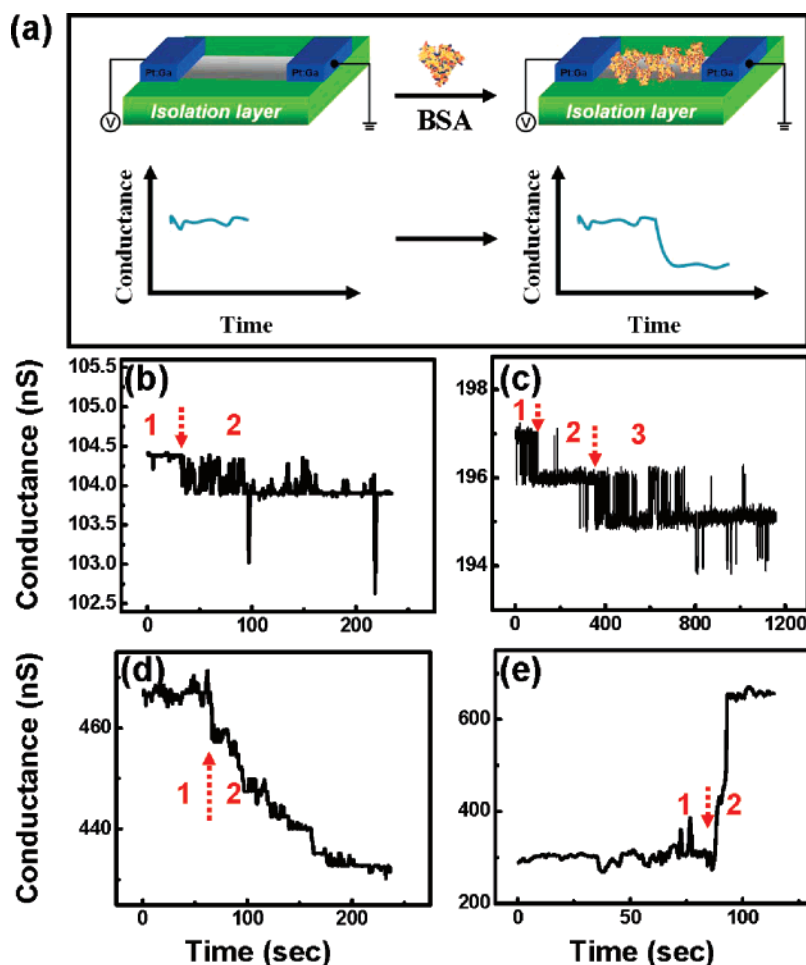 (a)
Pt:Ga Pt:Ga
Isolation layer
V
BSA
Pt:Ga Pt:Ga
Isolation layer
V
Conductance
Time
Conductance
Time
(b)
Conductance (nS)
105.5
105.0
104.5
104.0
103.5
103.0
102.5
1 2
0 100 200
(c)
198
196
194
1 2 3
0 400 800 1200
(d)
Conductance (nS)
460
440
1 2
0 100 200
Time (sec)
(e)
600
400
200
1 2
0 50 100
Time (sec)